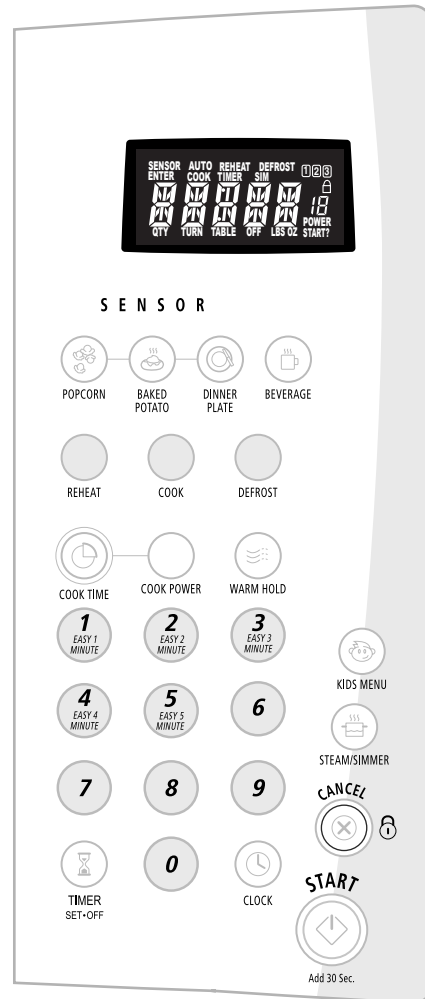 SENSOR AUTO REHEAT DEFROST 1 2 3
ENTER COOK TIMER SIM
18
POWER
QTY TURN TABLE OFF LBS OZ START?
SENSOR
POPCORN BAKED POTATO DINNER PLATE BEVERAGE
REHEAT COOK DEFROST
COOK TIME COOK POWER WARM HOLD
1 EASY 1 MINUTE
2 EASY 2 MINUTE
3 EASY 3 MINUTE
KIDS MENU
4 EASY 4 MINUTE
5 EASY 5 MINUTE
6
STEAM/SIMMER
7 8 9
CANCEL
0
TIMER
SET•OFF
CLOCK
START
Add 30 Sec.